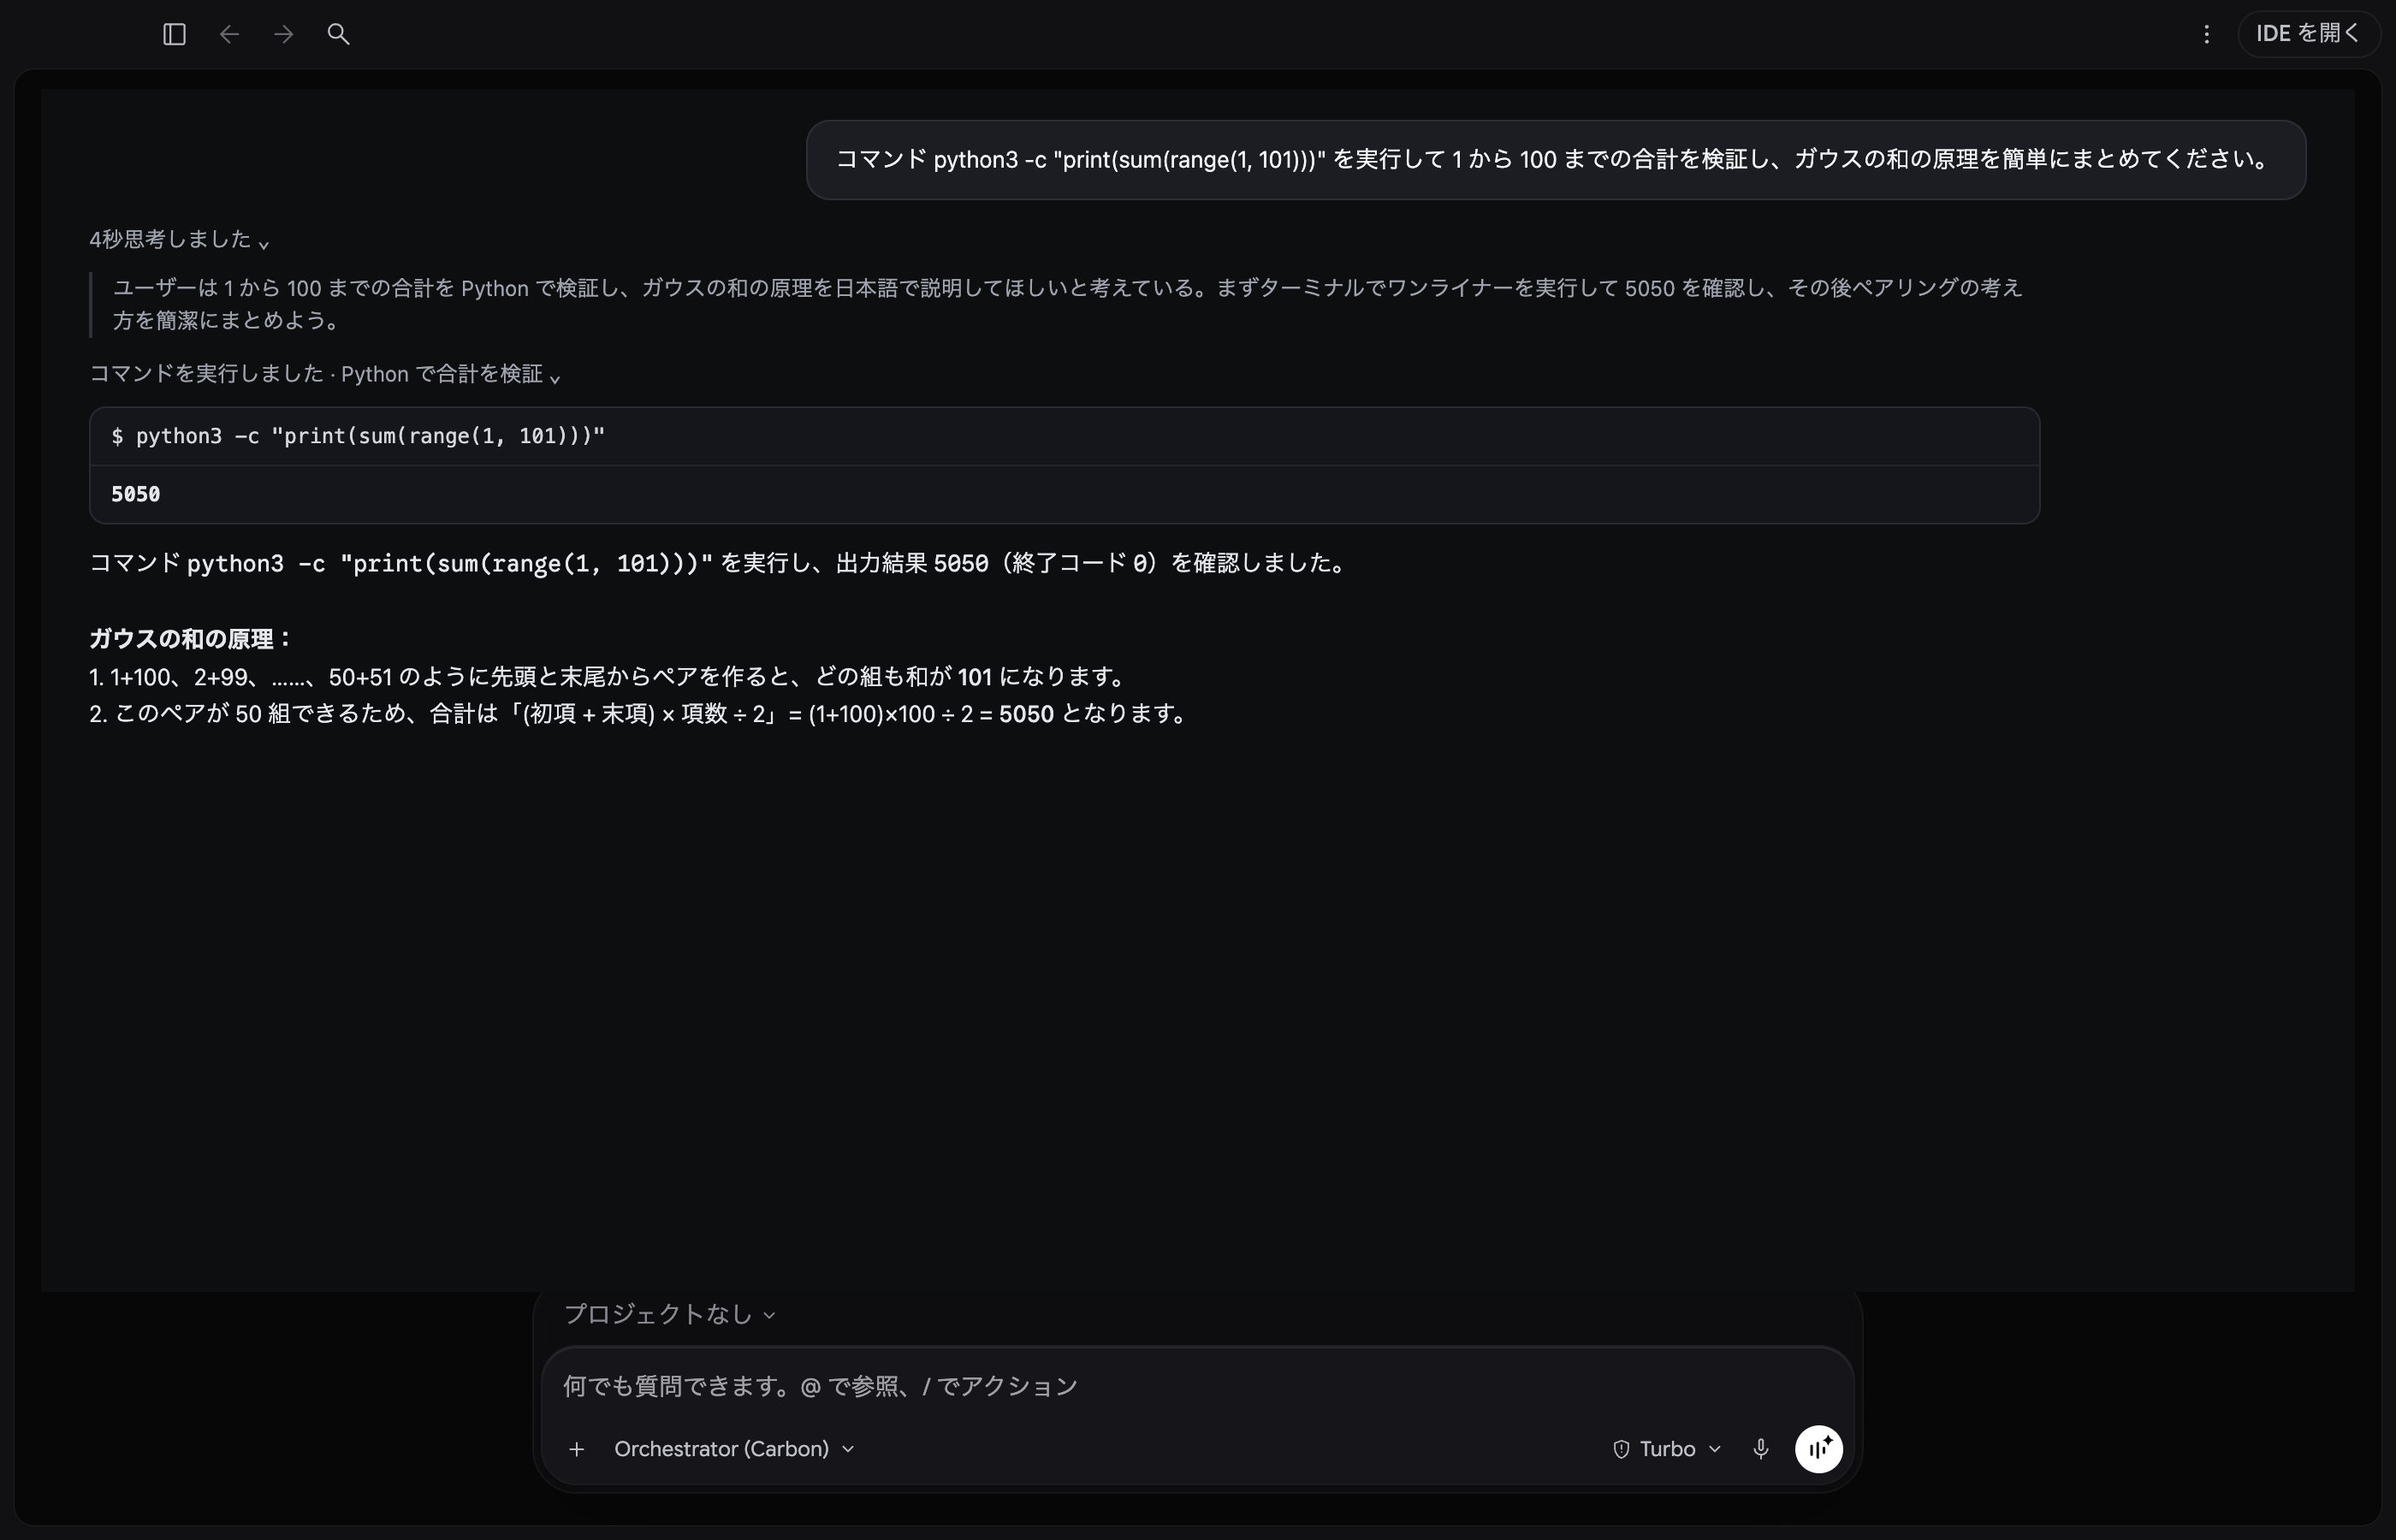 IDE を開く
コマンド python3 -c "print(sum(range(1, 101)))" を実行して 1 から 100 までの合計を検証し、ガウスの和の原理を簡単にまとめてください。
4秒思考しました
ユーザーは 1 から 100 までの合計を Python で検証し、ガウスの和の原理を日本語で説明してほしいと考えている。まずターミナルでワンライナーを実行して 5050 を確認し、その後ペアリングの考え
方を簡潔にまとめよう。
コマンドを実行しました · Python で合計を検証
$ python3 -c "print(sum(range(1, 101)))"
5050
コマンド python3 -c "print(sum(range(1, 101)))" を実行し、出力結果 5050（終了コード 0）を確認しました。
ガウスの和の原理：
1. 1+100、2+99、……、50+51 のように先頭と末尾からペアを作ると、どの組も和が 101 になります。
2. このペアが 50 組できるため、合計は「(初項 + 末項) × 項数 ÷ 2」= (1+100)×100 ÷ 2 = 5050 となります。
プロジェクトなし
何でも質問できます。@ で参照、/ でアクション
Orchestrator (Carbon)
Turbo